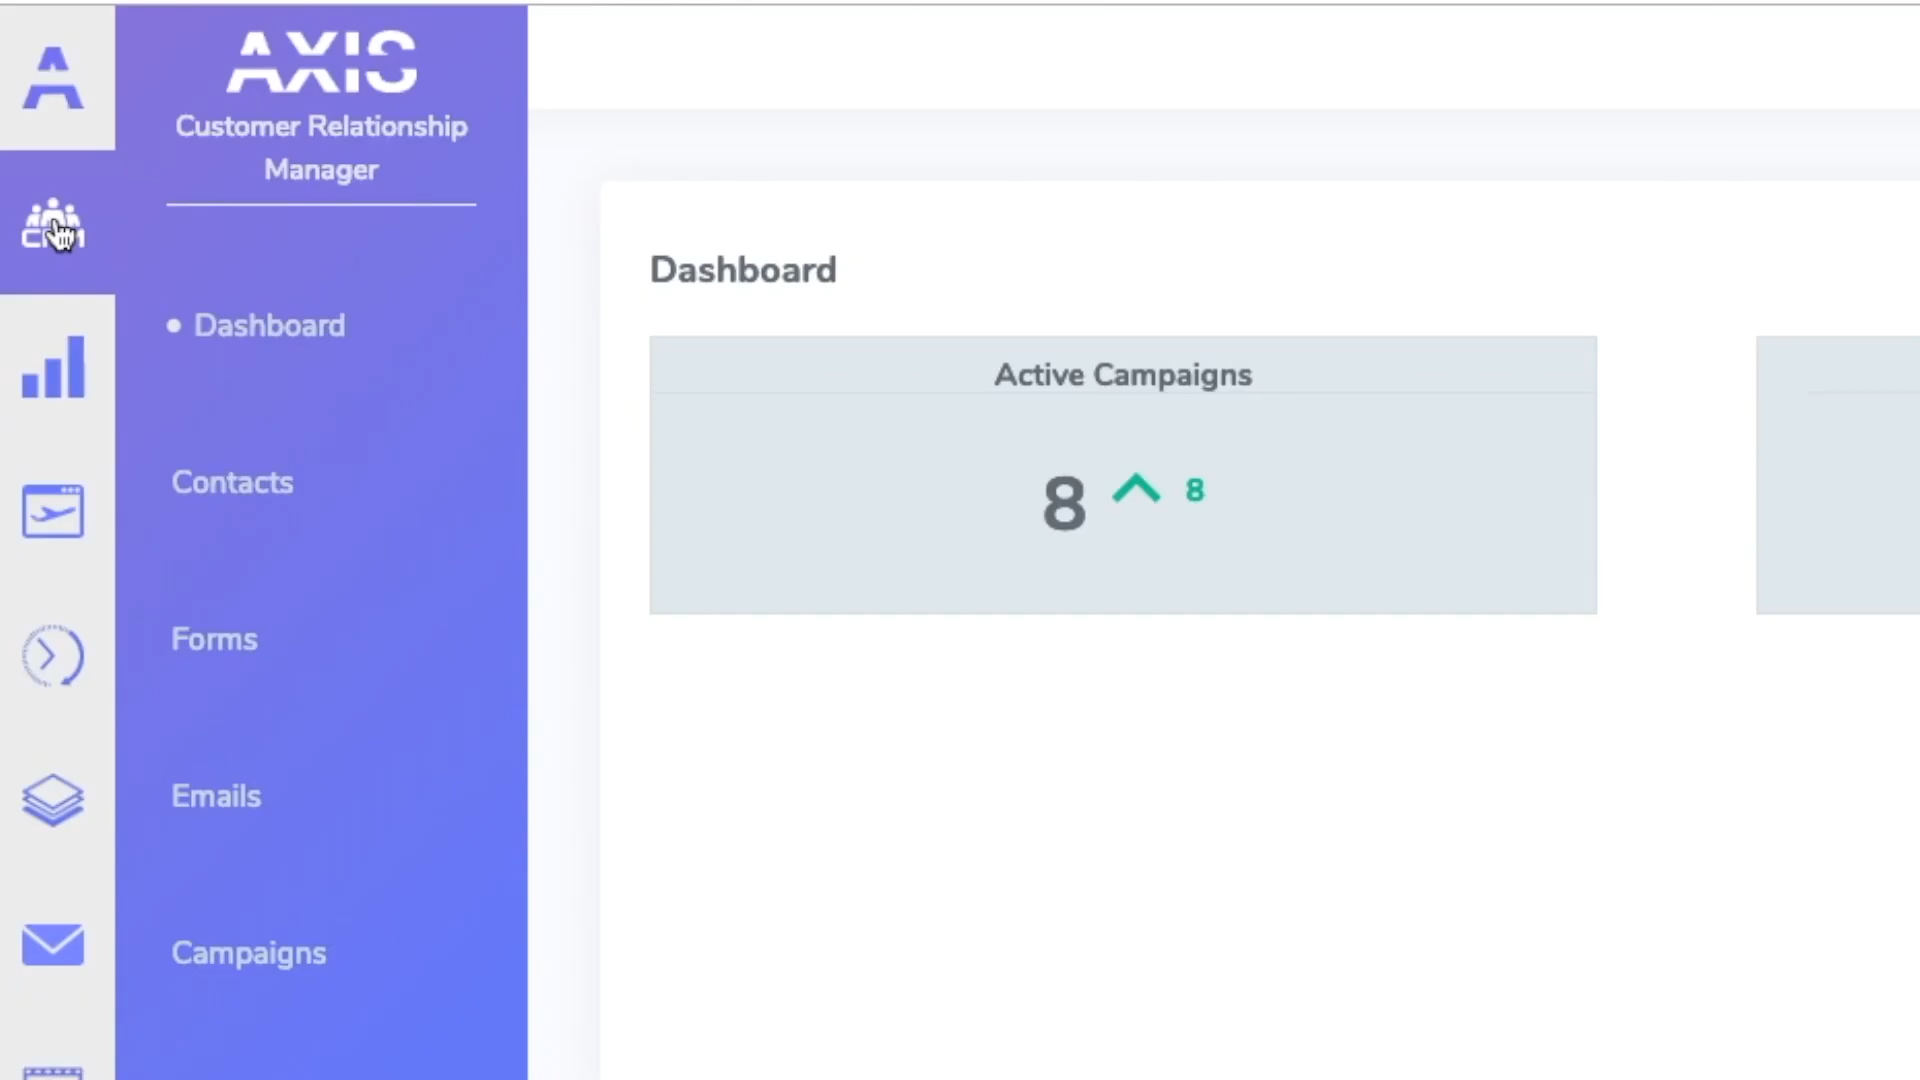 AXIS
Customer Relationship
Manager
Dashboard
Contacts
Forms
Emails
Campaigns
Dashboard
Active Campaigns
8 8